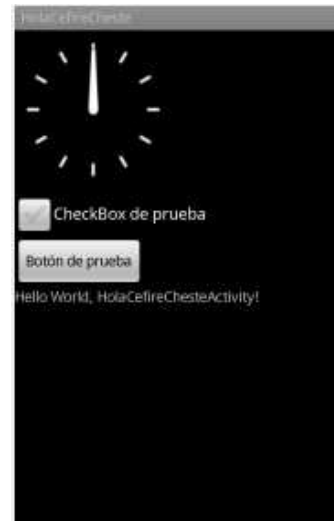 HolaCefireCheste
CheckBox de prueba
Botón de prueba
Hello World, HolaCefireChesteActivity!